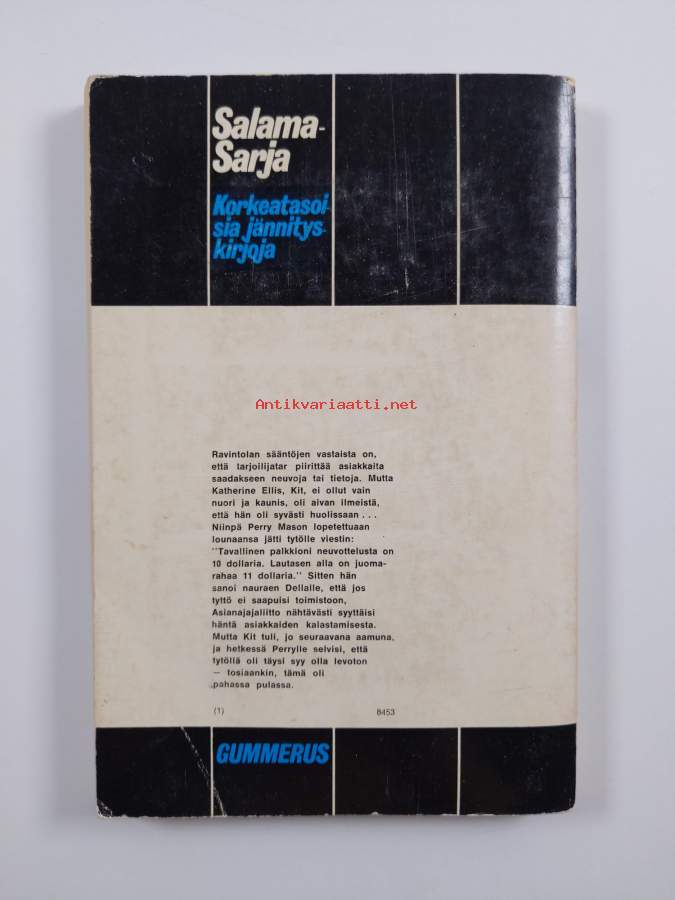 Salama-
Sarja
Korkeatasoi-
sia jännitys-
kirjoja
Antikvariaatti.net
Ravintolan sääntöjen vastaista on,
että tarjoilijatar piirittää asiakkaita
saadakseen neuvoja tai tietoja. Mutta
Katherine Ellis, Kit, ei ollut vain
nuori ja kaunis, oli aivan ilmeistä,
että hän oli syvästi huolissaan . . .
Niinpä Perry Mason lopetettuaan
lounaansa jätti tytölle viestin:
"Tavallinen palkkioni neuvottelusta on
10 dollaria. Lautasen alla on juoma-
rahaa 11 dollaria." Sitten hän
sanoi nauraen Dellalle, että jos
tyttö ei saapuisi toimistoon,
Asianajajaliitto nähtävästi syyttäisi
häntä asiakkaiden kalastamisesta.
Mutta Kit tuli, jo seuraavana aamuna,
ja hetkessä Perrylle selvisi, että
tytöllä oli täysi syy olla levoton
— tosiaankin, tämä oli
pahassa pulassa.
(1) 8453
GUMMERUS